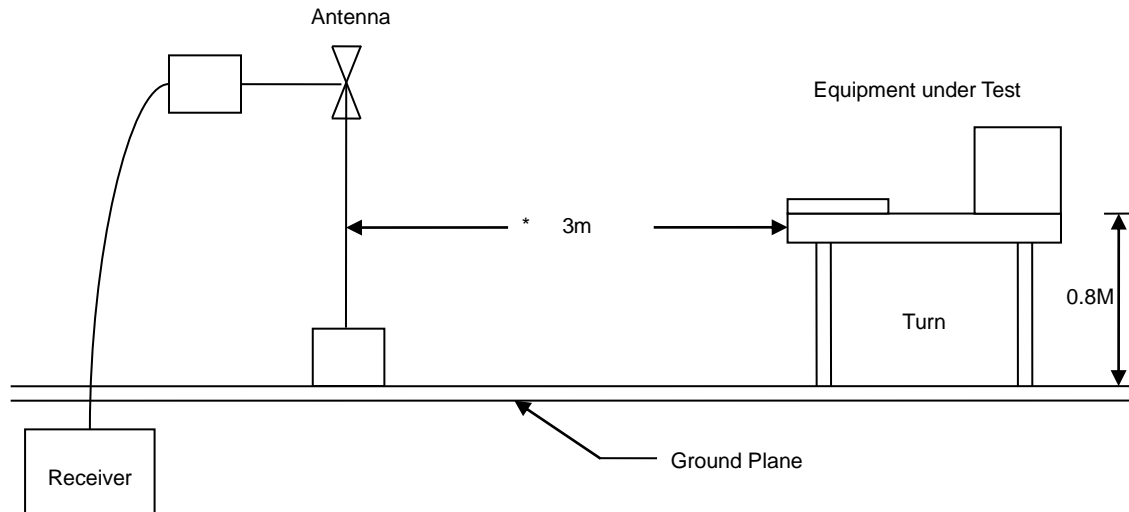 Antenna
Equipment under Test
* 3m
0.8M
Turn
Ground Plane
Receiver